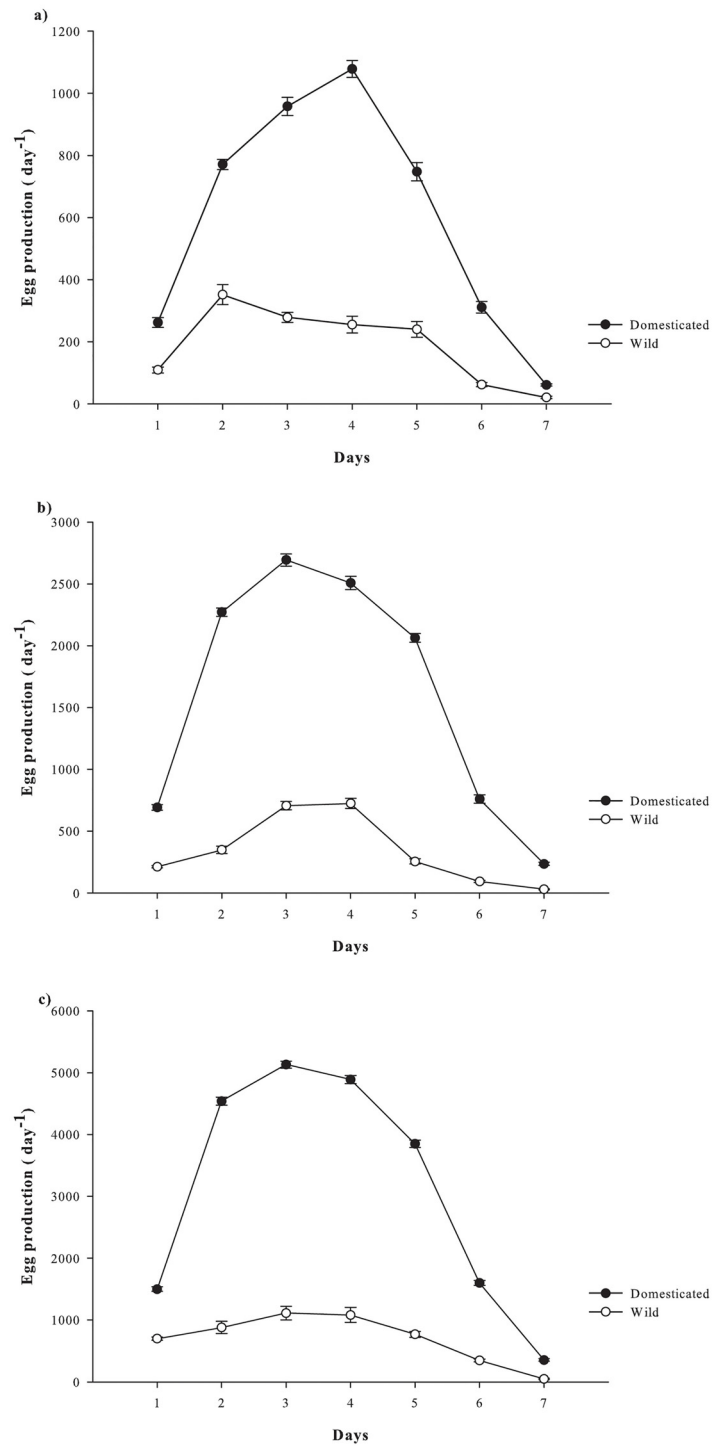 a)
1200
1000
800
600
400
200
0
Egg production ( day-1)
1 2 3 4 5 6 7
Days
Domesticated
Wild
b)
3000
2500
2000
1500
1000
500
0
Egg production ( day-1)
1 2 3 4 5 6 7
Days
Domesticated
Wild
c)
6000
5000
4000
3000
2000
1000
0
Egg production ( day-1)
1 2 3 4 5 6 7
Days
Domesticated
Wild